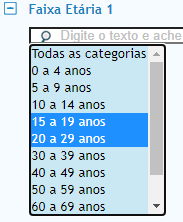 Faixa Etária 1
Digite o texto e ache
Todas as categorias
0 a 4 anos
5 a 9 anos
10 a 14 anos
15 a 19 anos
20 a 29 anos
30 a 39 anos
40 a 49 anos
50 a 59 anos
60 a 69 anos